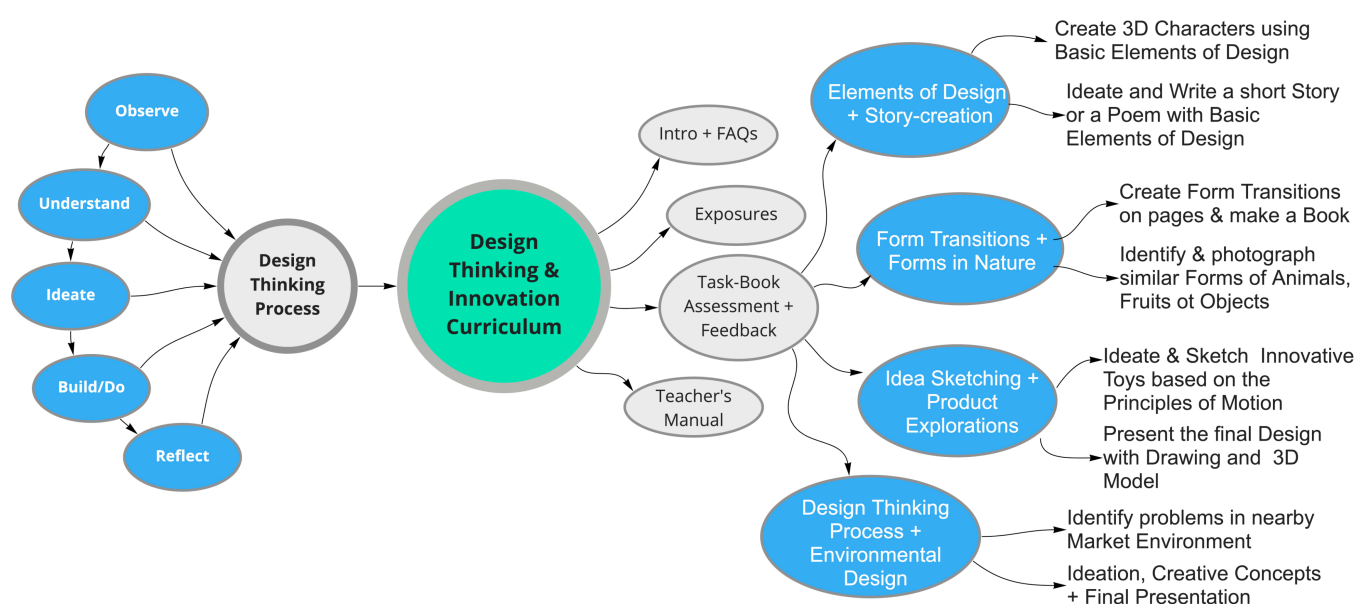 Observe
Understand
Ideate
Build/Do
Reflect
Design
Thinking
Process
Design
Thinking &
Innovation
Curriculum
Intro + FAQs
Exposures
Task-Book
Assessment +
Feedback
Teacher's
Manual
Elements of Design
+ Story-creation
Create 3D Characters using
Basic Elements of Design
Ideate and Write a short Story
or a Poem with Basic
Elements of Design
Form Transitions +
Forms in Nature
Create Form Transitions
on pages & make a Book
Identify & photograph
similar Forms of Animals,
Fruits ot Objects
Idea Sketching +
Product
Explorations
Ideate & Sketch Innovative
Toys based on the
Principles of Motion
Present the final Design
with Drawing and 3D
Model
Design Thinking
Process +
Environmental
Design
Identify problems in nearby
Market Environment
Ideation, Creative Concepts
+ Final Presentation